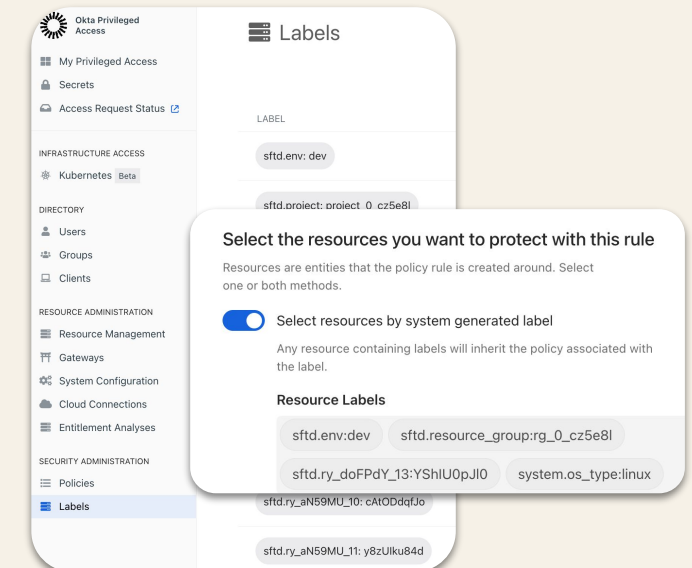 Okta Privileged
Access
My Privileged Access
Secrets
Access Request Status
INFRASTRUCTURE ACCESS
Kubernetes Beta
DIRECTORY
Users
Groups
Clients
RESOURCE ADMINISTRATION
Resource Management
Gateways
System Configuration
Cloud Connections
Entitlement Analyses
SECURITY ADMINISTRATION
Policies
Labels
Labels
LABEL
sftd.env: dev
sftd.project: project_0_cz5e8l
Select the resources you want to protect with this rule
Resources are entities that the policy rule is created around. Select
one or both methods.
Select resources by system generated label
Any resource containing labels will inherit the policy associated with
the label.
Resource Labels
sftd.env:dev sftd.resource_group:rg_0_cz5e8l
sftd.ry_doFPdY_13:YShIU0pJl0 system.os_type:linux
sftd.ry_aN59MU_10: cAtODdqfJo
sftd.ry_aN59MU_11: y8zUlku84d